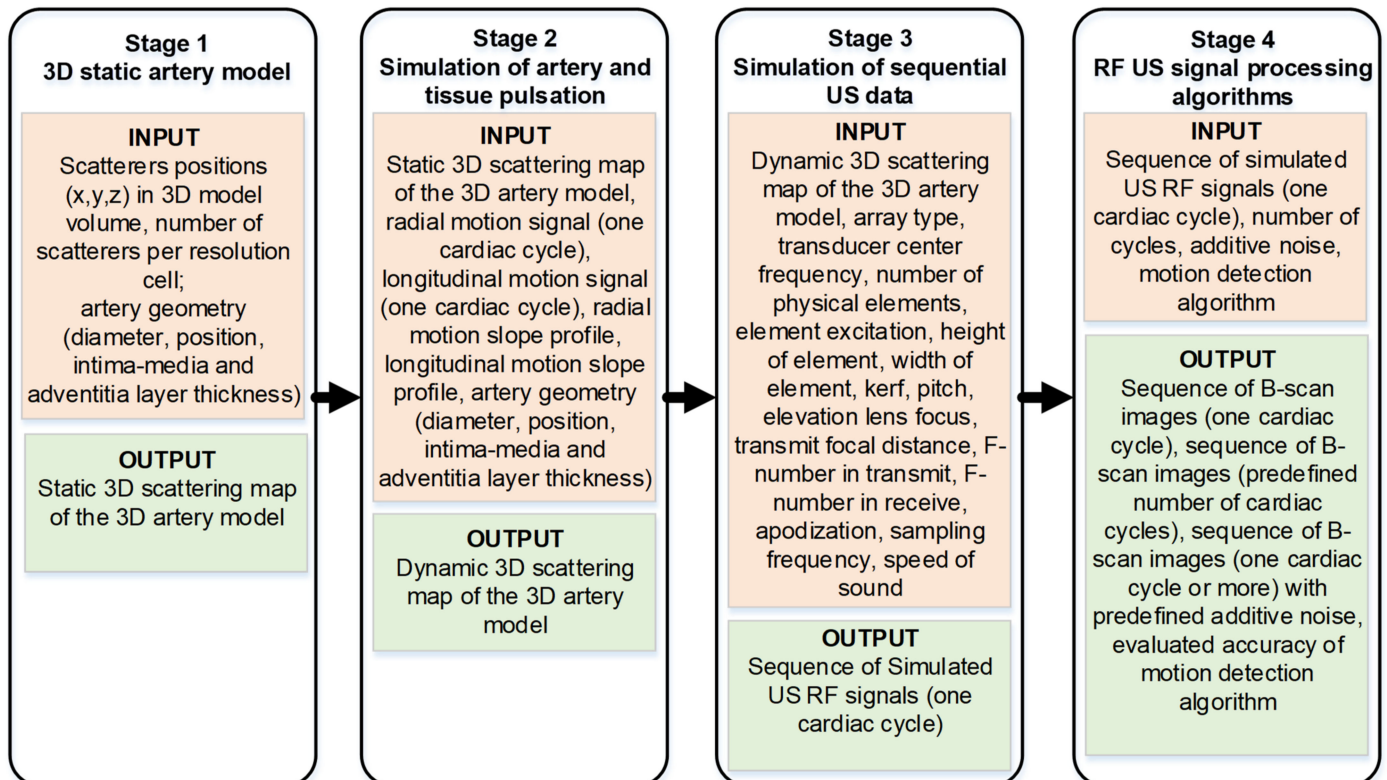 Stage 1
3D static artery model
INPUT
Scatterers positions
(x,y,z) in 3D model
volume, number of
scatterers per resolution
cell;
artery geometry
(diameter, position,
intima-media and
adventitia layer thickness)
OUTPUT
Static 3D scattering map
of the 3D artery model
Stage 2
Simulation of artery and
tissue pulsation
INPUT
Static 3D scattering map
of the 3D artery model,
radial motion signal (one
cardiac cycle),
longitudinal motion signal
(one cardiac cycle), radial
motion slope profile,
longitudinal motion slope
profile, artery geometry
(diameter, position,
intima-media and
adventitia layer thickness)
OUTPUT
Dynamic 3D scattering
map of the 3D artery
model
Stage 3
Simulation of sequential
US data
INPUT
Dynamic 3D scattering
map of the 3D artery
model, array type,
transducer center
frequency, number of
physical elements,
element excitation, height
of element, width of
element, kerf, pitch,
elevation lens focus,
transmit focal distance, F-
number in transmit, F-
number in receive,
apodization, sampling
frequency, speed of
sound
OUTPUT
Sequence of Simulated
US RF signals (one
cardiac cycle)
Stage 4
RF US signal processing
algorithms
INPUT
Sequence of simulated
US RF signals (one
cardiac cycle), number of
cycles, additive noise,
motion detection
algorithm
OUTPUT
Sequence of B-scan
images (one cardiac
cycle), sequence of B-
scan images (predefined
number of cardiac
cycles), sequence of B-
scan images (one cardiac
cycle or more) with
predefined additive noise,
evaluated accuracy of
motion detection
algorithm